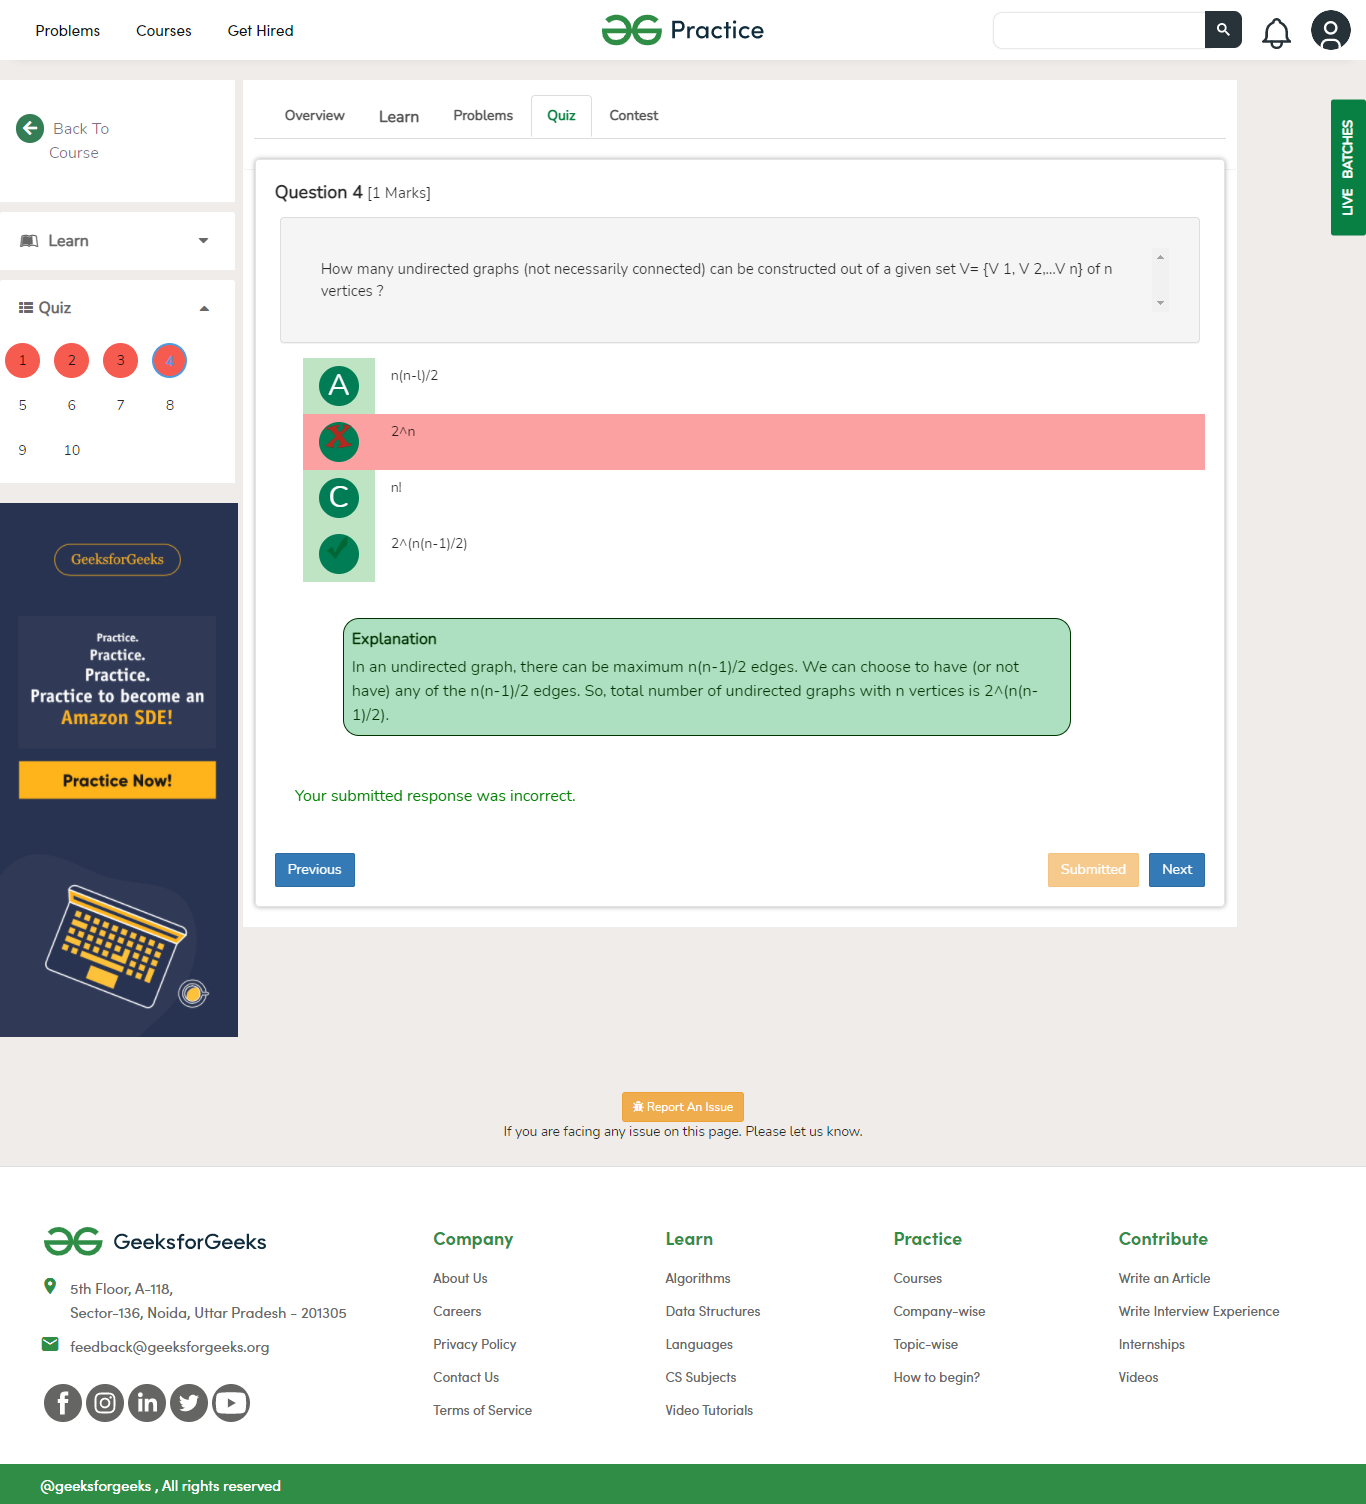 Problems
Courses
Get Hired
Practice
Back To
Course
Learn
Quiz
1
2
3
4
5
6
7
8
9
10
GeeksforGeeks
Practice.
Practice.
Practice.
Practice to become an
Amazon SDE!
Practice Now!
Overview
Learn
Problems
Quiz
Contest
LIVE BATCHES
Question 4 [1 Marks]
How many undirected graphs (not necessarily connected) can be constructed out of a given set V= {V 1, V 2,...V n} of n
vertices ?
A
n(n-l)/2
X
2^n
C
n!
2^(n(n-1)/2)
Explanation
In an undirected graph, there can be maximum n(n-1)/2 edges. We can choose to have (or not
have) any of the n(n-1)/2 edges. So, total number of undirected graphs with n vertices is 2^(n(n-
1)/2).
Your submitted response was incorrect.
Previous
Submitted
Next
Report An Issue
If you are facing any issue on this page. Please let us know.
GeeksforGeeks
5th Floor, A-118,
Sector-136, Noida, Uttar Pradesh - 201305
feedback@geeksforgeeks.org
Company
About Us
Careers
Privacy Policy
Contact Us
Terms of Service
Learn
Algorithms
Data Structures
Languages
CS Subjects
Video Tutorials
Practice
Courses
Company-wise
Topic-wise
How to begin?
Contribute
Write an Article
Write Interview Experience
Internships
Videos
@geeksforgeeks , All rights reserved